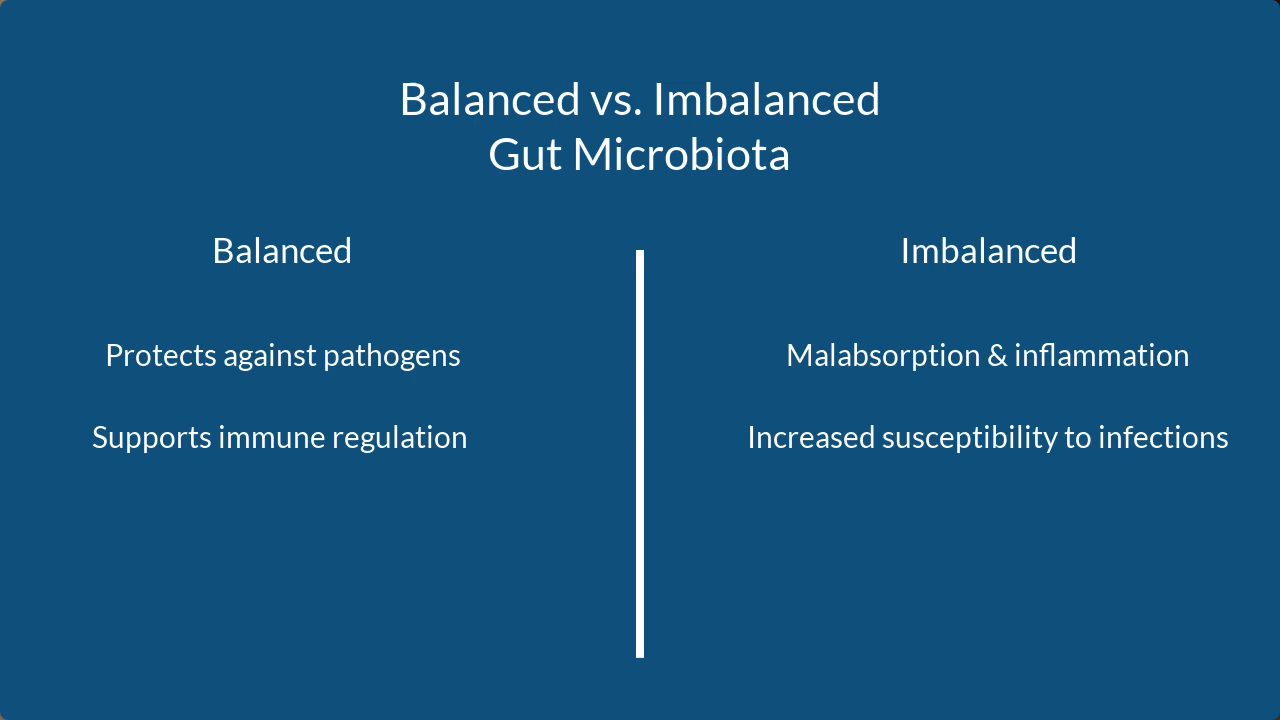 Balanced vs. Imbalanced
Gut Microbiota
Balanced
Protects against pathogens
Supports immune regulation
Imbalanced
Malabsorption & inflammation
Increased susceptibility to infections